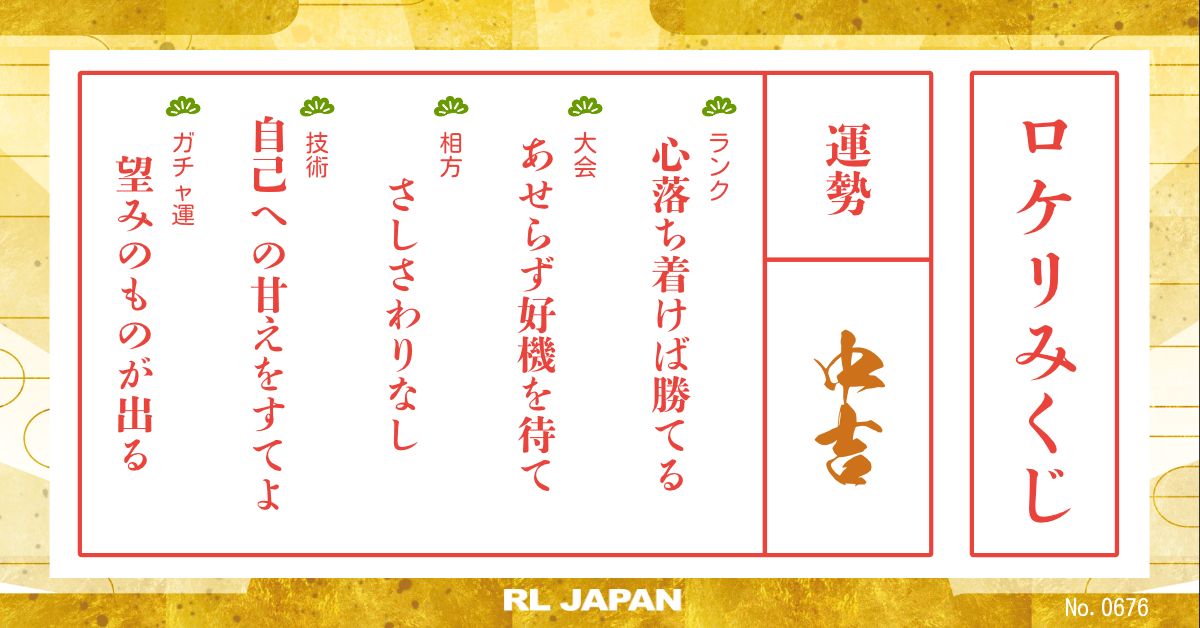 ロケリみくじ
運勢
中吉
ランク
心落ち着けば勝てる
大会
あせらず好機を待て
相方
さしさわりなし
技術
自己への甘えをすてよ
ガチャ運
望みのものが出る
RL JAPAN
No. 0676